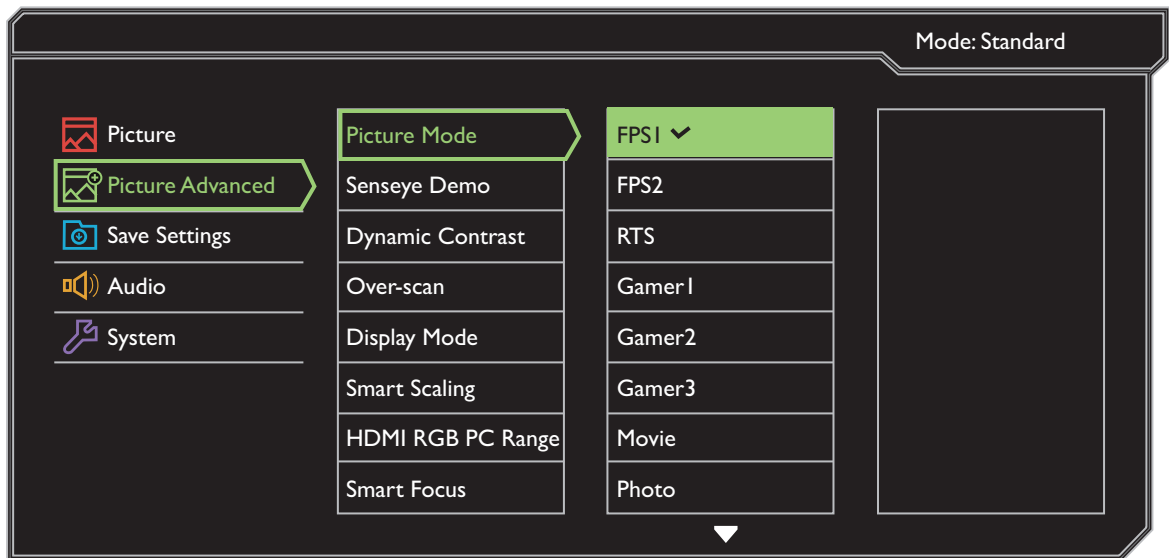 Mode: Standard
Picture
Picture Advanced
Save Settings
Audio
System
Picture Mode
Senseye Demo
Dynamic Contrast
Over-scan
Display Mode
Smart Scaling
HDMI RGB PC Range
Smart Focus
FPS1 ✔
FPS2
RTS
Gamer1
Gamer2
Gamer3
Movie
Photo